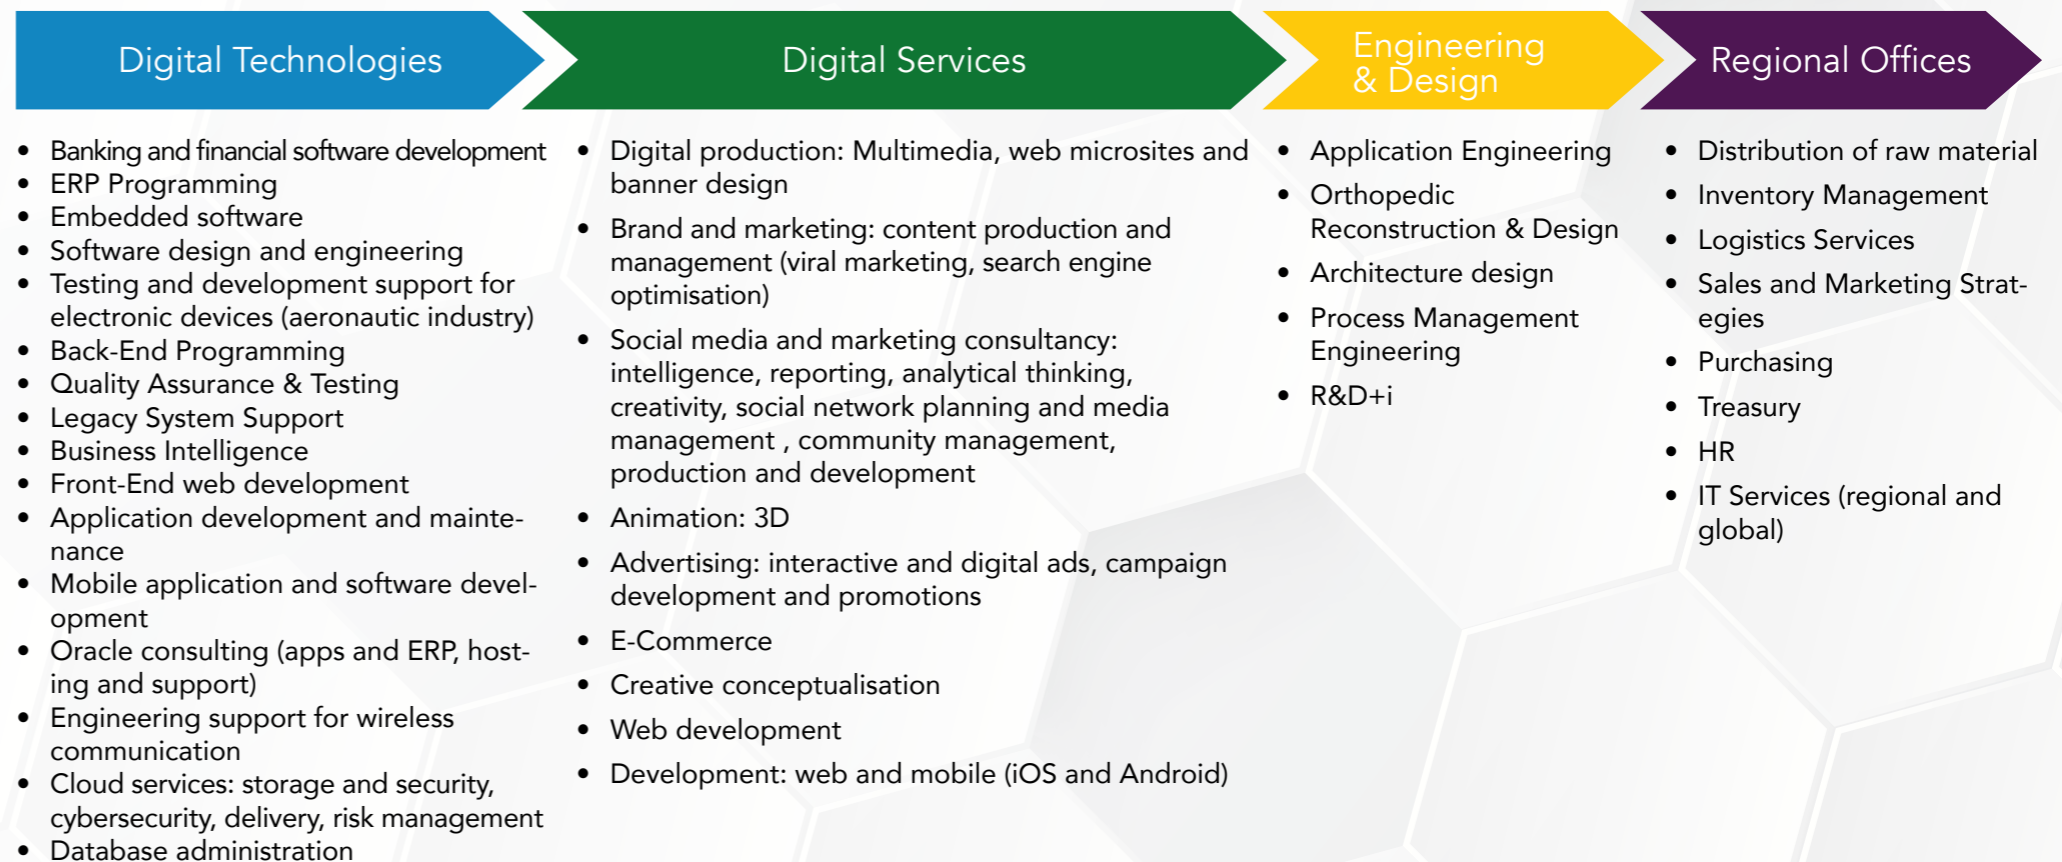 Digital Technologies
Digital Services
Engineering
& Design
Regional Offices
• Banking and financial software development
• ERP Programming
• Embedded software
• Software design and engineering
• Testing and development support for
electronic devices (aeronautic industry)
• Back-End Programming
• Quality Assurance & Testing
• Legacy System Support
• Business Intelligence
• Front-End web development
• Application development and mainte-
nance
• Mobile application and software devel-
opment
• Oracle consulting (apps and ERP, host-
ing and support)
• Engineering support for wireless
communication
• Cloud services: storage and security,
cybersecurity, delivery, risk management
• Database administration
• Digital production: Multimedia, web microsites and
banner design
• Brand and marketing: content production and
management (viral marketing, search engine
optimisation)
• Social media and marketing consultancy:
intelligence, reporting, analytical thinking,
creativity, social network planning and media
management , community management,
production and development
• Animation: 3D
• Advertising: interactive and digital ads, campaign
development and promotions
• E-Commerce
• Creative conceptualisation
• Web development
• Development: web and mobile (iOS and Android)
• Application Engineering
• Orthopedic
Reconstruction & Design
• Architecture design
• Process Management
Engineering
• R&D+i
• Distribution of raw material
• Inventory Management
• Logistics Services
• Sales and Marketing Strat-
egies
• Purchasing
• Treasury
• HR
• IT Services (regional and
global)